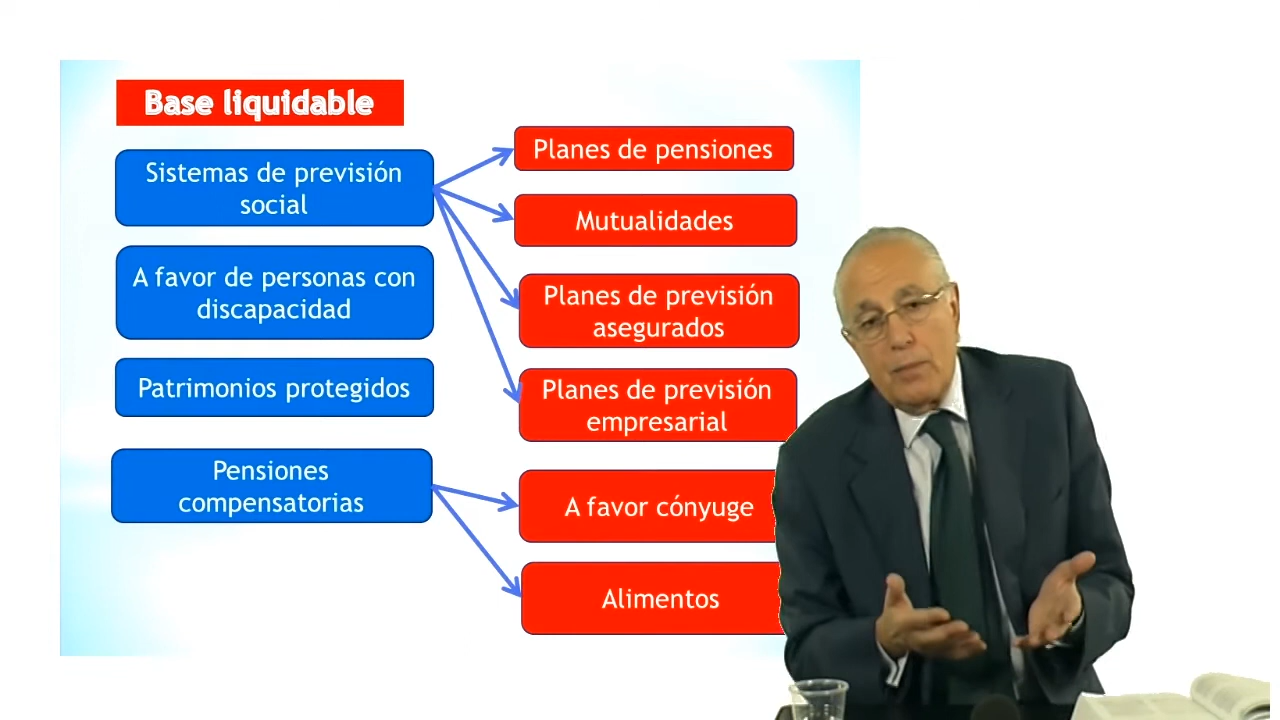 Base liquidable
Sistemas de previsión
social
A favor de personas con
discapacidad
Patrimonios protegidos
Pensiones
compensatorias
Planes de pensiones
Mutualidades
Planes de previsión
asegurados
Planes de previsión
empresarial
A favor cónyuge
Alimentos